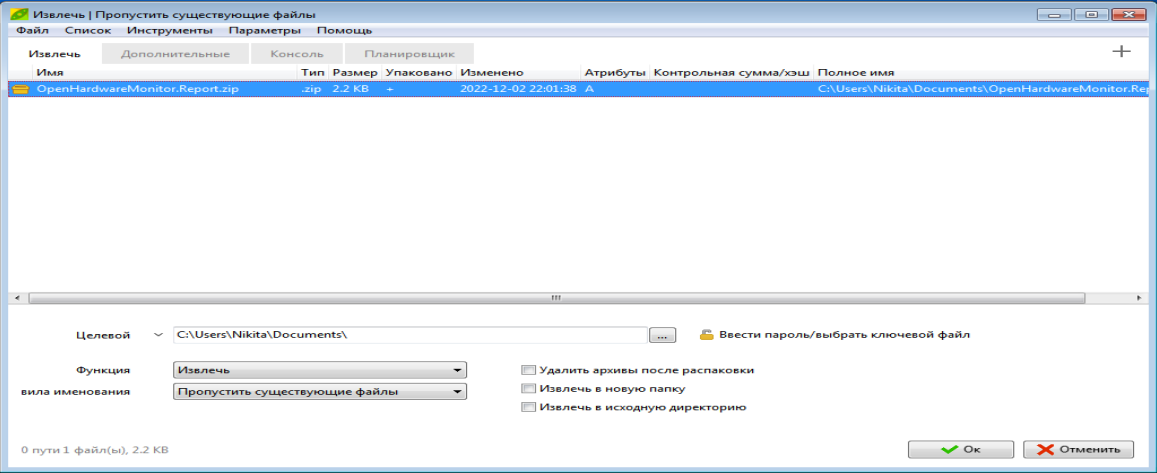 Извлечь | Пропустить существующие файлы
Файл Список Инструменты Параметры Помощь
Извлечь Дополнительные Консоль Планировщик
Имя Тип Размер Упаковано Изменено Атрибуты Контрольная сумма/хэш Полное имя
OpenHardwareMonitor.Report.zip .zip 2.2 KB + 2022-12-02 22:01:38 A C:\Users\Nikita\Documents\OpenHardwareMonitor.Rep
Целевой C:\Users\Nikita\Documents\ ... Ввести пароль/выбрать ключевой файл
Функция Извлечь Удалить архивы после распаковки
вила именования Пропустить существующие файлы Извлечь в новую папку
Извлечь в исходную директорию
0 пути 1 файл(ы), 2.2 KB Ок Отменить